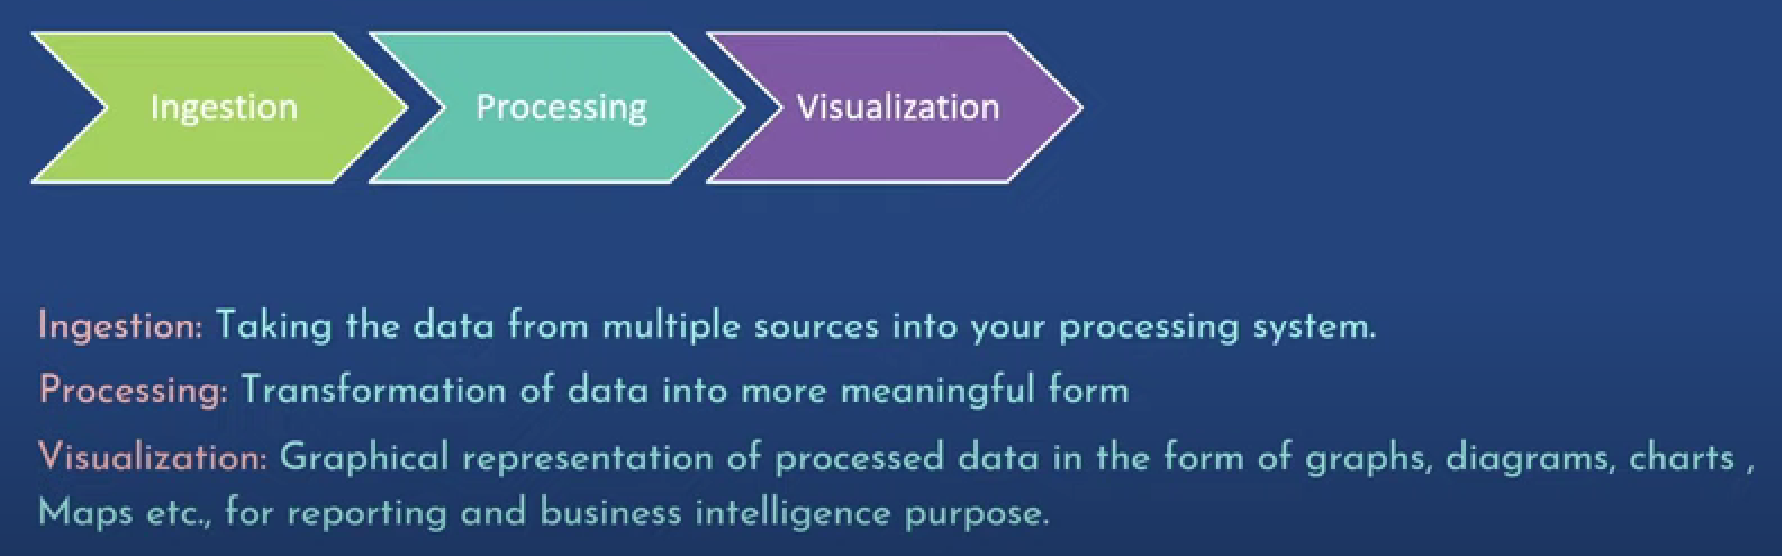 Ingestion
Processing
Visualization
Ingestion: Taking the data from multiple sources into your processing system.
Processing: Transformation of data into more meaningful form
Visualization: Graphical representation of processed data in the form of graphs, diagrams, charts ,
Maps etc., for reporting and business intelligence purpose.